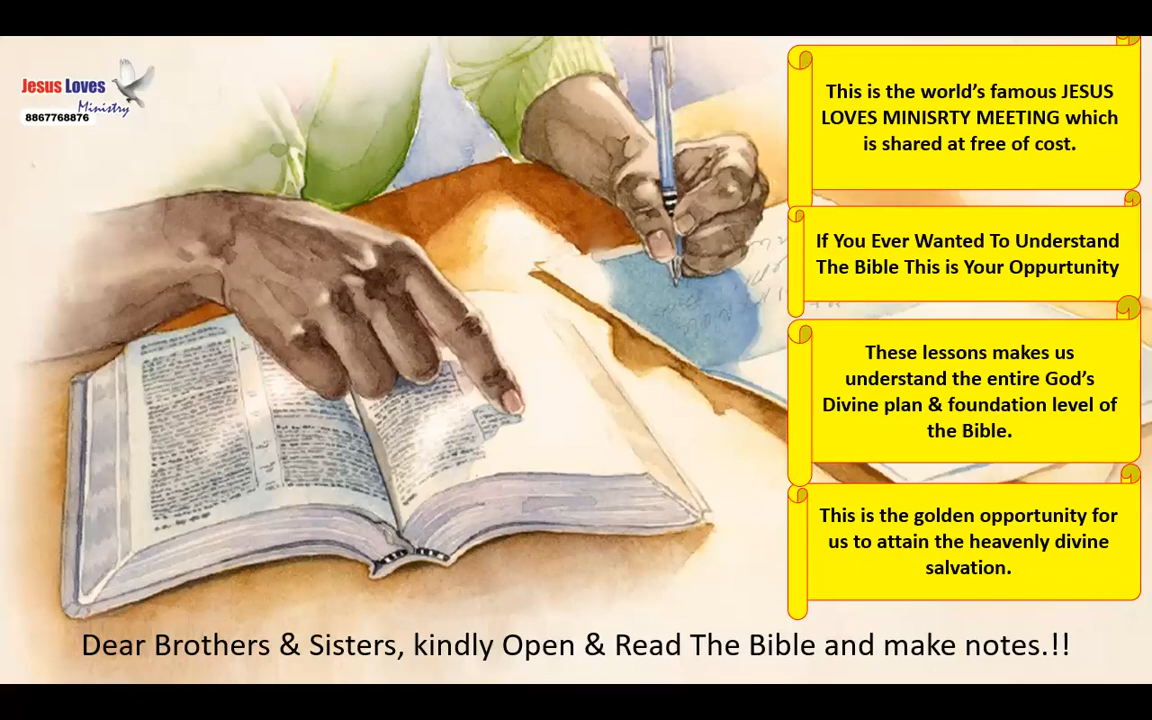 Jesus Loves
Ministry
8867768876
This is the world's famous JESUS
LOVES MINISRTY MEETING which
is shared at free of cost.
If You Ever Wanted To Understand
The Bible This is Your Oppurtunity
These lessons makes us
understand the entire God's
Divine plan & foundation level of
the Bible.
This is the golden opportunity for
us to attain the heavenly divine
salvation.
Dear Brothers & Sisters, kindly Open & Read The Bible and make notes.!!